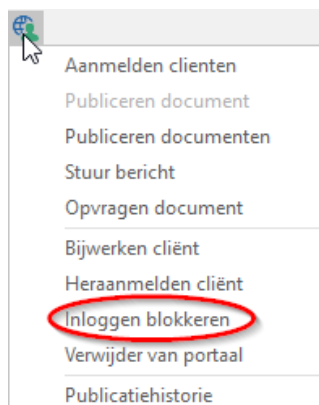 Aanmelden clienten
Publiceren document
Publiceren documenten
Stuur bericht
Opvragen document
Bijwerken cliënt
Heraanmelden cliënt
Inloggen blokkeren
Verwijder van portaal
Publicatiehistorie